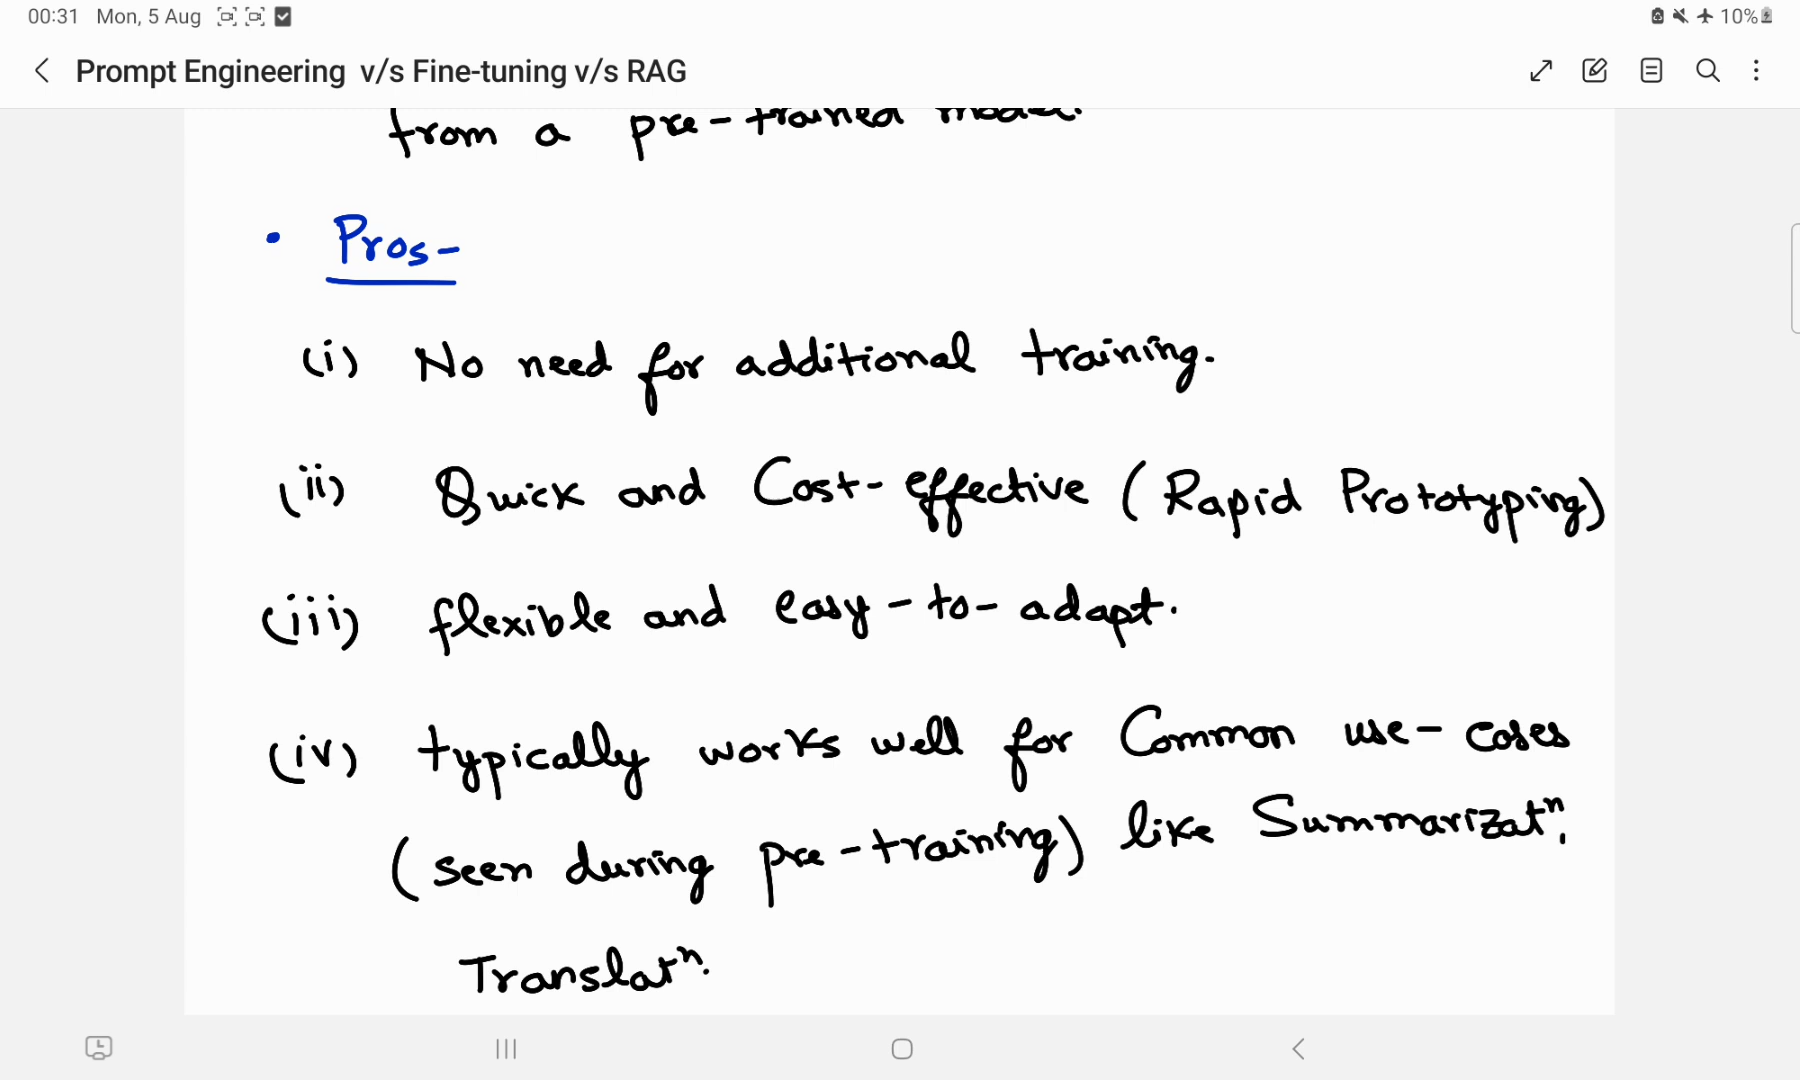 00:31 Mon, 5 Aug 10%
Prompt Engineering v/s Fine-tuning v/s RAG
from a pre-trained model.
• Pros-
(i) No need for additional training.
(ii) Quick and Cost-effective (Rapid Prototyping)
(iii) flexible and easy-to-adapt.
(iv) typically works well for Common use-cases
(seen during pre-training) like Summarizatⁿ,
Translatⁿ.